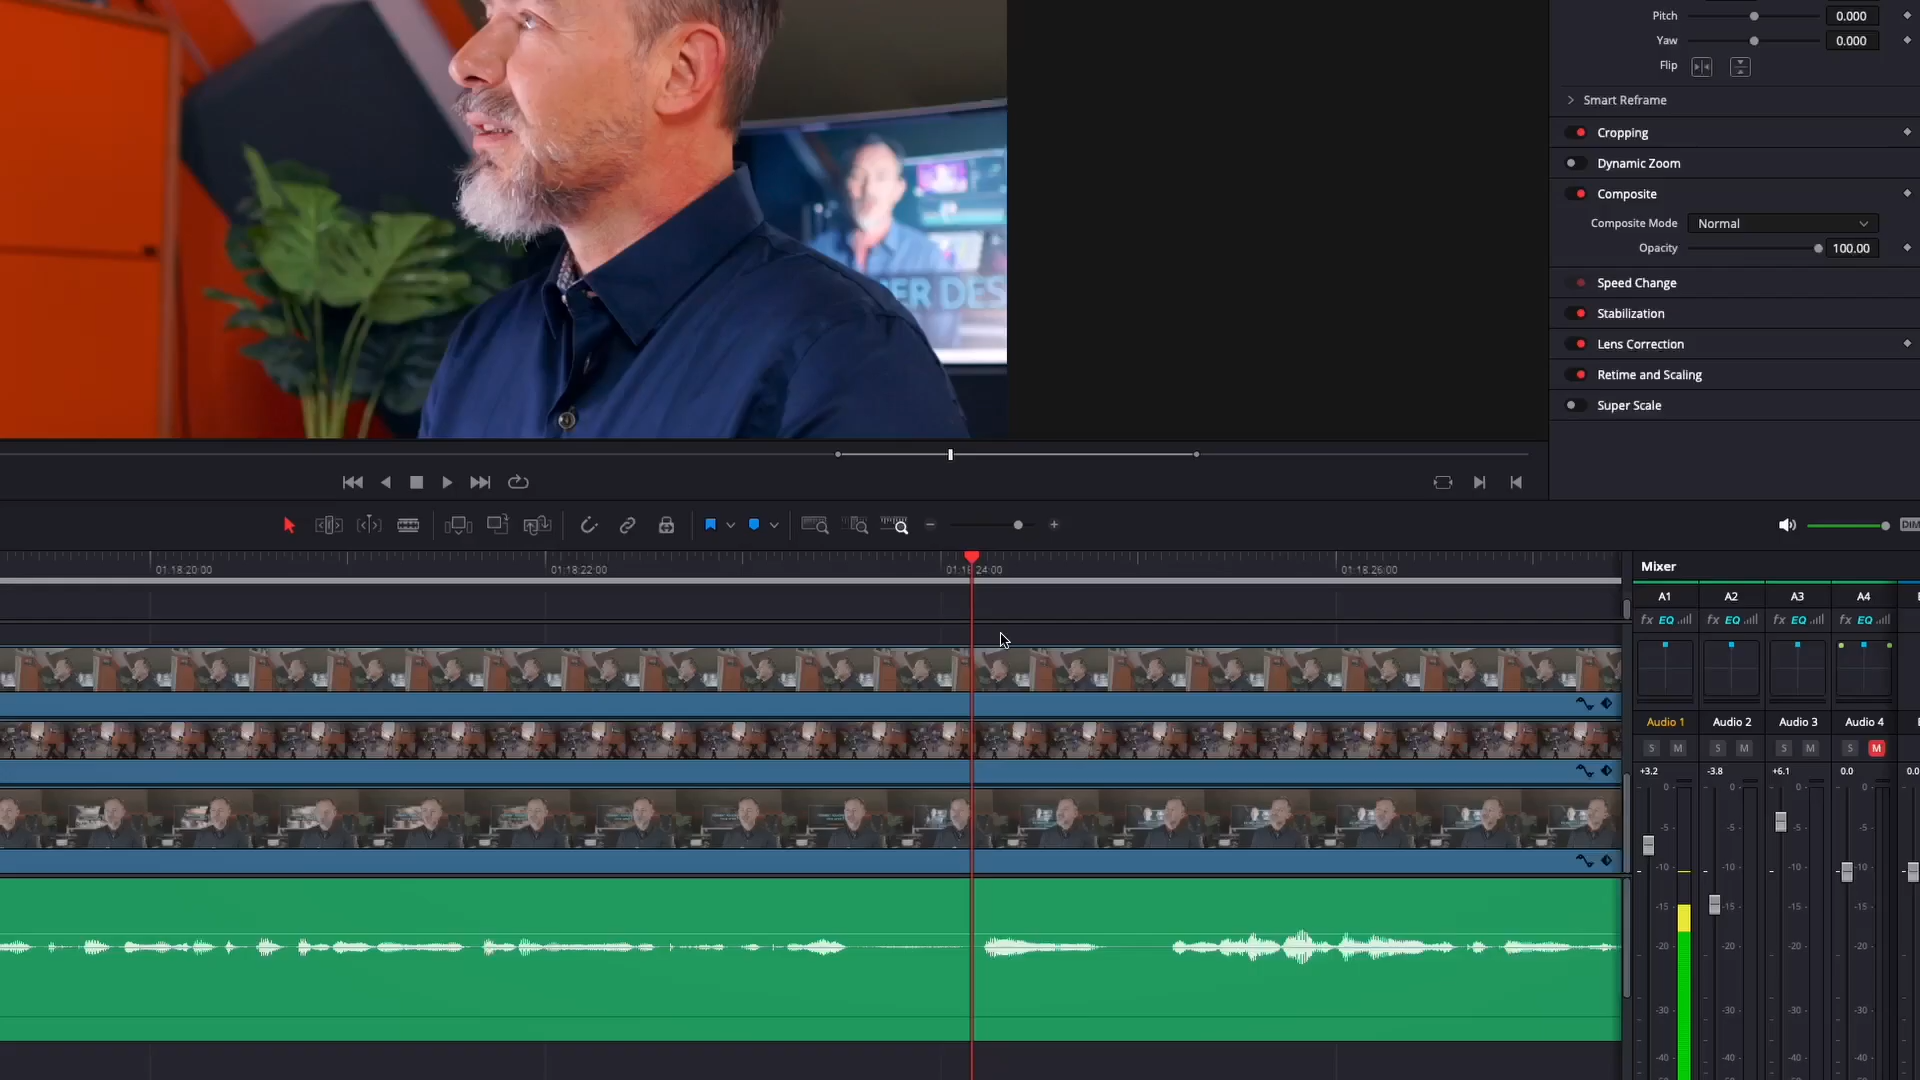 Pitch 0.000
Yaw 0.000
Flip
Smart Reframe
Cropping
Dynamic Zoom
Composite
Composite Mode Normal
Opacity 100.00
Speed Change
Stabilization
Lens Correction
Retime and Scaling
Super Scale
ER DES
DIM
01:18:20:00 01:18:22:00 01:18:24:00 01:18:26:00
Mixer
A1 A2 A3 A4
fx EQ fx EQ fx EQ fx EQ
Audio 1 Audio 2 Audio 3 Audio 4
S M S M S M S M
+3.2 -3.8 +6.1 0.0 0.0
0 0 0 0
-5 -5 -5 -5
-10 -10 -10 -10
-15 -15 -15 -15
-20 -20 -20 -20
-30 -30 -30 -30
-40 -40 -40 -40